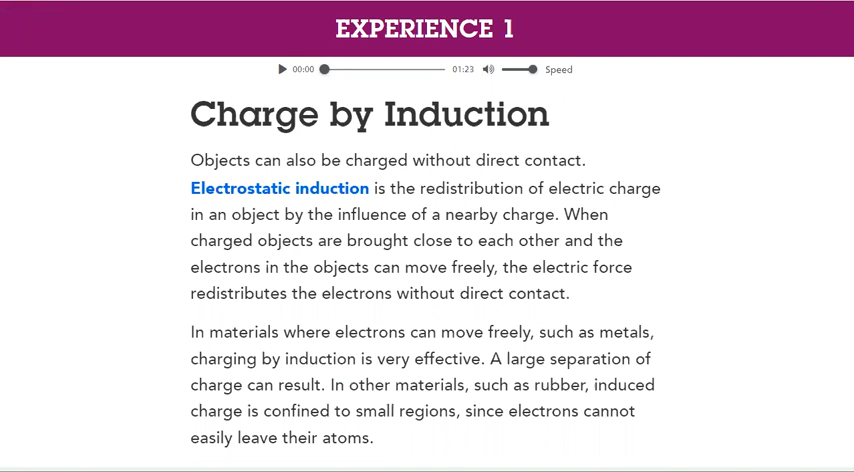 EXPERIENCE 1
00:00 01:23 Speed
Charge by Induction
Objects can also be charged without direct contact.
Electrostatic induction is the redistribution of electric charge
in an object by the influence of a nearby charge. When
charged objects are brought close to each other and the
electrons in the objects can move freely, the electric force
redistributes the electrons without direct contact.
In materials where electrons can move freely, such as metals,
charging by induction is very effective. A large separation of
charge can result. In other materials, such as rubber, induced
charge is confined to small regions, since electrons cannot
easily leave their atoms.